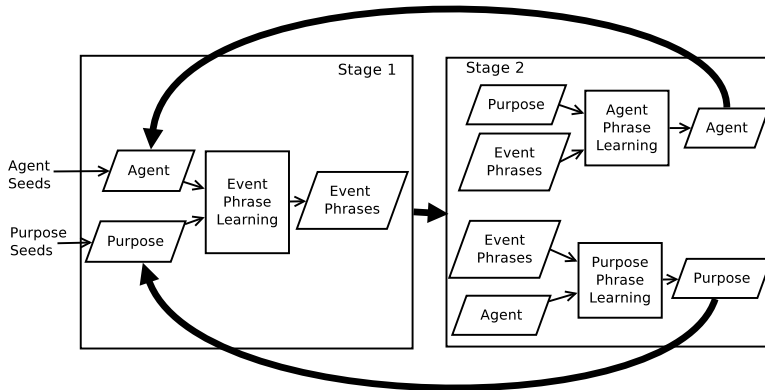 Stage 1
Agent
Seeds
Agent
Purpose
Seeds
Purpose
Event
Phrase
Learning
Event
Phrases
Stage 2
Purpose
Event
Phrases
Agent
Phrase
Learning
Agent
Event
Phrases
Agent
Purpose
Phrase
Learning
Purpose